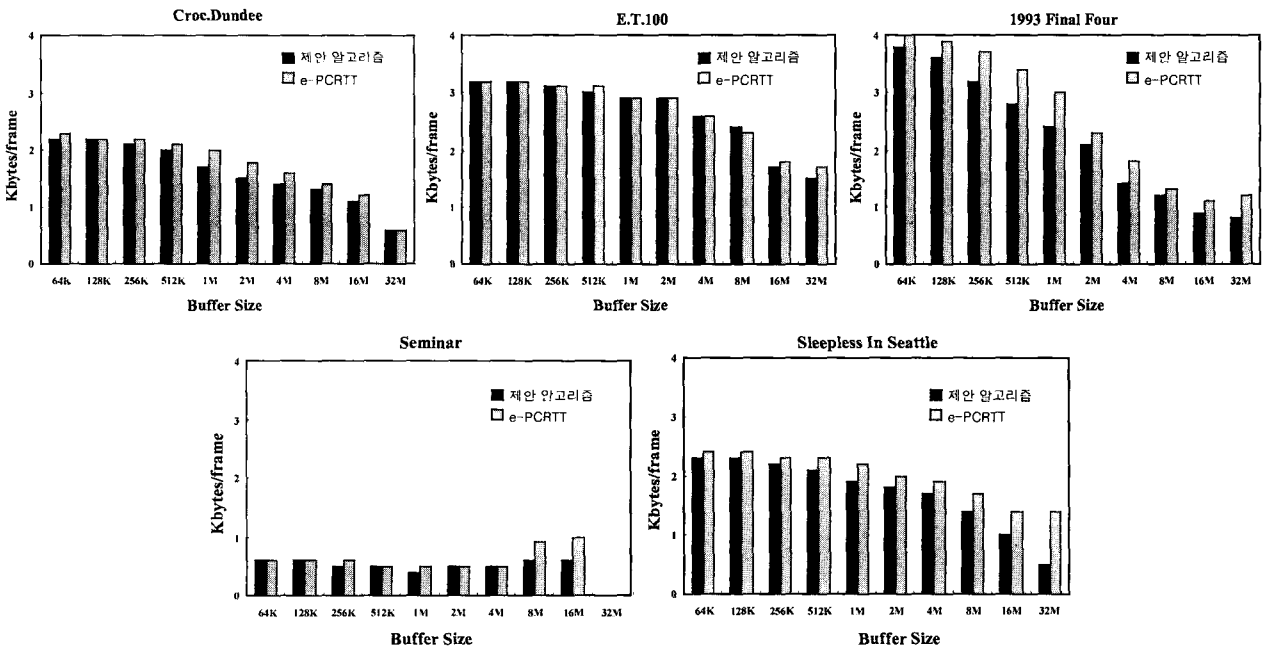 Croc.Dundee
제안 알고리즘
e-PCRTT
4
3
2
1
0
Kbytes/frame
64K 128K 256K 512K 1M 2M 4M 8M 16M 32M
Buffer Size
E.T.100
제안 알고리즘
e-PCRTT
4
3
2
1
0
Kbytes/frame
64K 128K 256K 512K 1M 2M 4M 8M 16M 32M
Buffer Size
1993 Final Four
제안 알고리즘
e-PCRTT
4
3
2
1
0
Kbytes/frame
64K 128K 256K 512K 1M 2M 4M 8M 16M 32M
Buffer Size
Seminar
제안 알고리즘
e-PCRTT
4
3
2
1
0
Kbytes/frame
64K 128K 256K 512K 1M 2M 4M 8M 16M 32M
Buffer Size
Sleepless In Seattle
제안 알고리즘
e-PCRTT
4
3
2
1
0
Kbytes/frame
64K 128K 256K 512K 1M 2M 4M 8M 16M 32M
Buffer Size